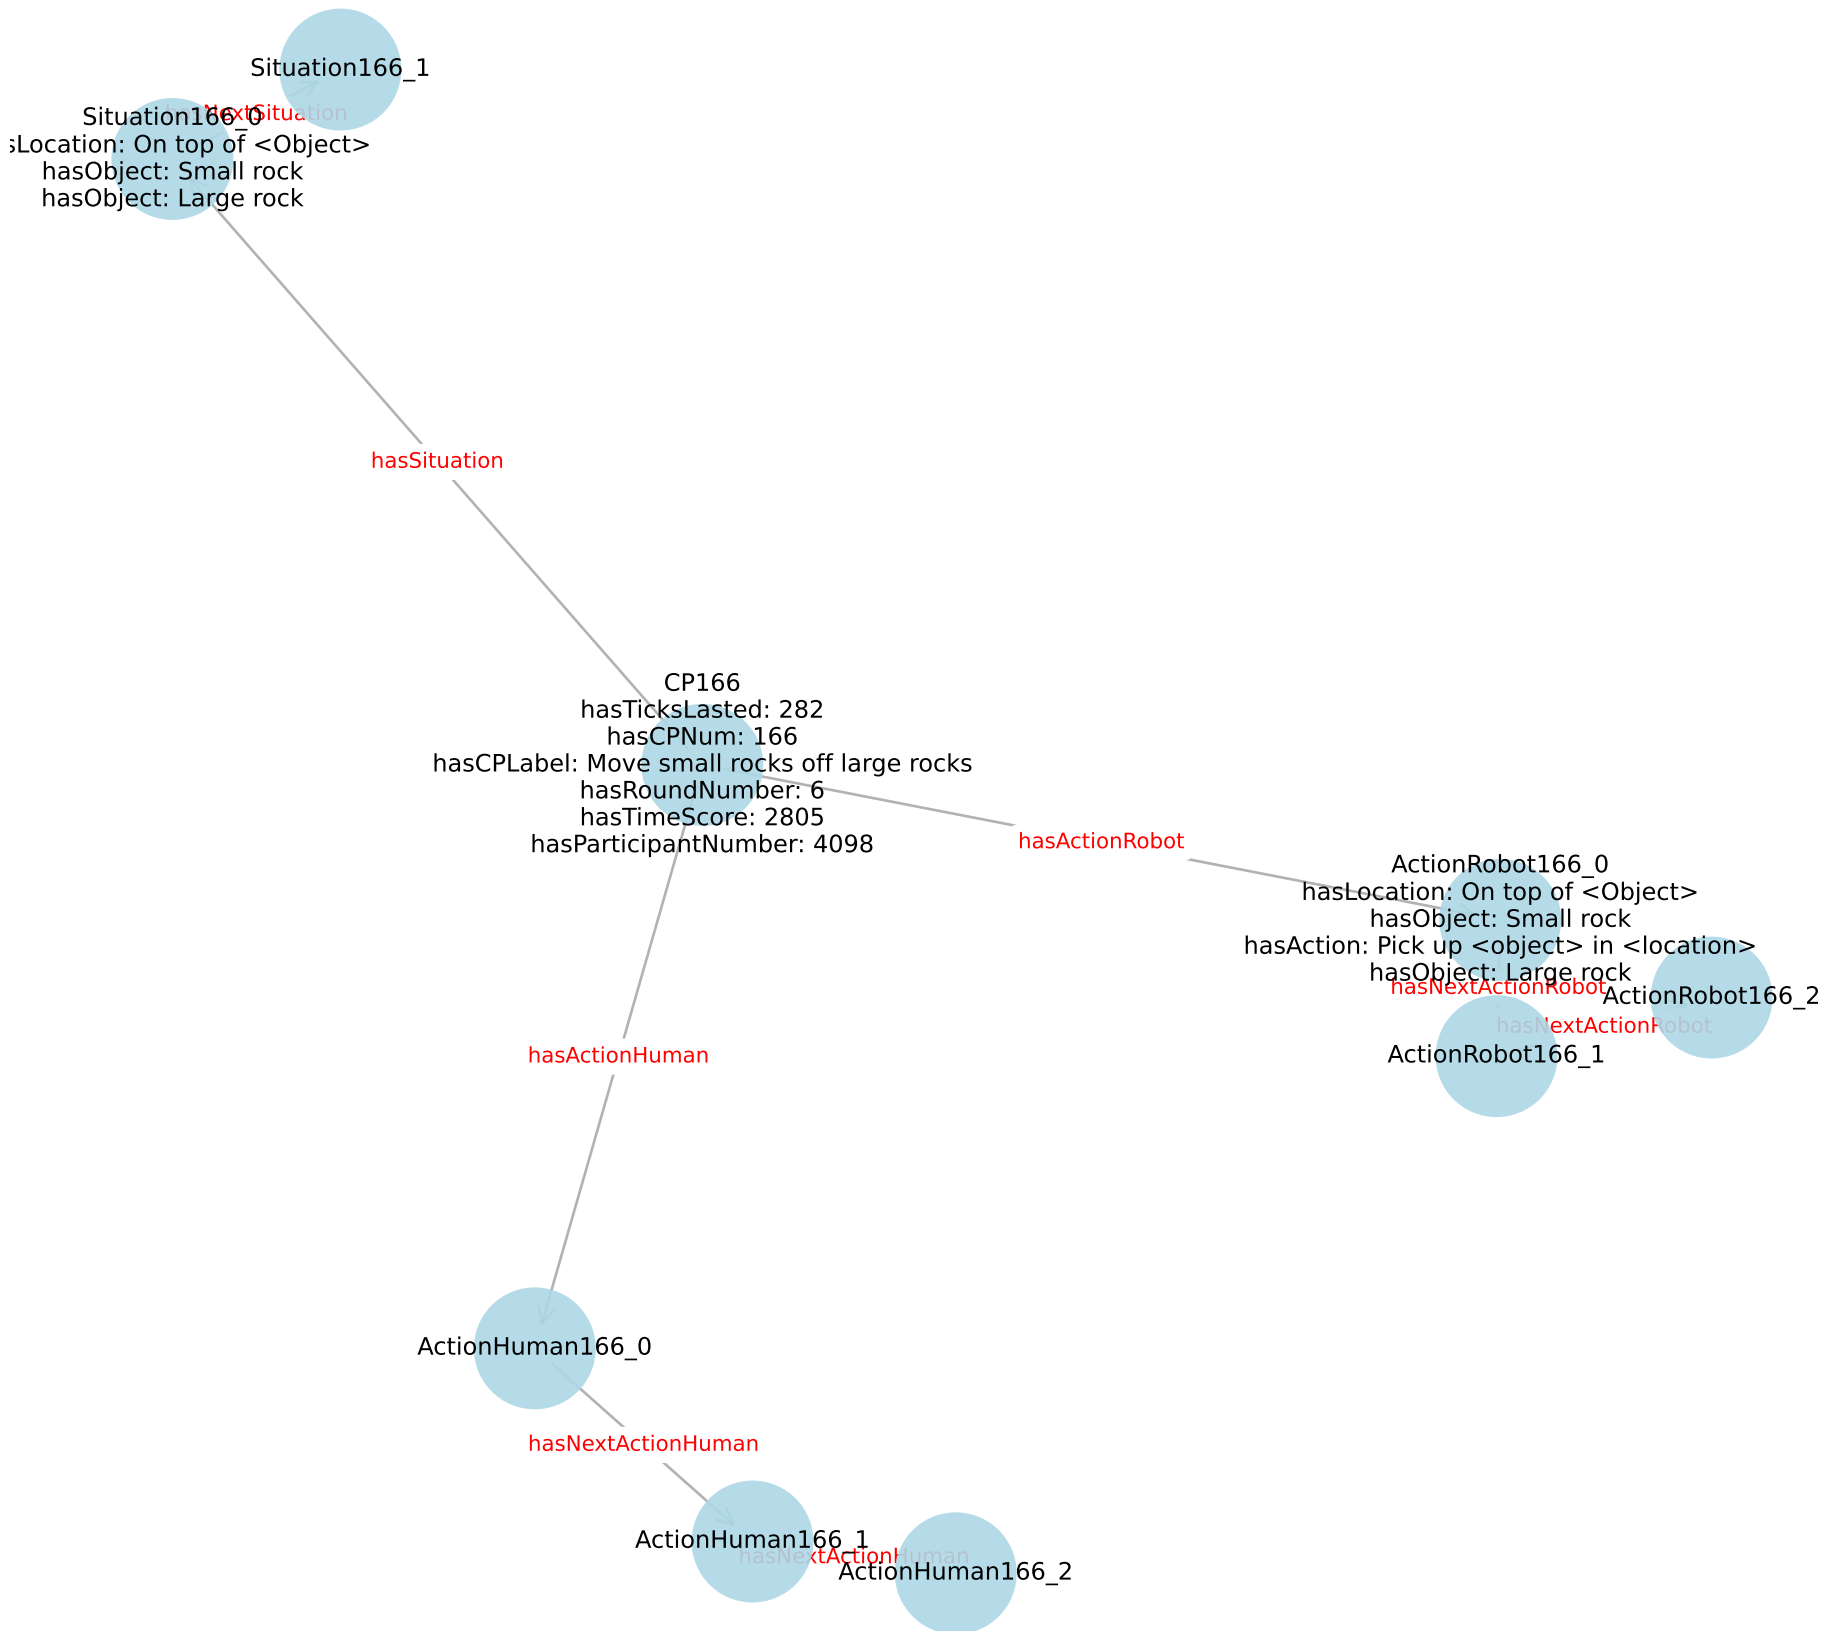 Situation166_1
hasNextSituation
Situation166_0
sLocation: On top of <Object>
hasObject: Small rock
hasObject: Large rock
hasSituation
CP166
hasTicksLasted: 282
hasCPNum: 166
hasCPLabel: Move small rocks off large rocks
hasRoundNumber: 6
hasTimeScore: 2805
hasParticipantNumber: 4098
hasActionRobot
ActionRobot166_0
hasLocation: On top of <Object>
hasObject: Small rock
hasAction: Pick up <object> in <location>
hasObject: Large rock
hasNextActionRobot
ActionRobot166_2
hasNextActionRobot
ActionRobot166_1
hasActionHuman
ActionHuman166_0
hasNextActionHuman
ActionHuman166_1
hasNextActionHuman
ActionHuman166_2